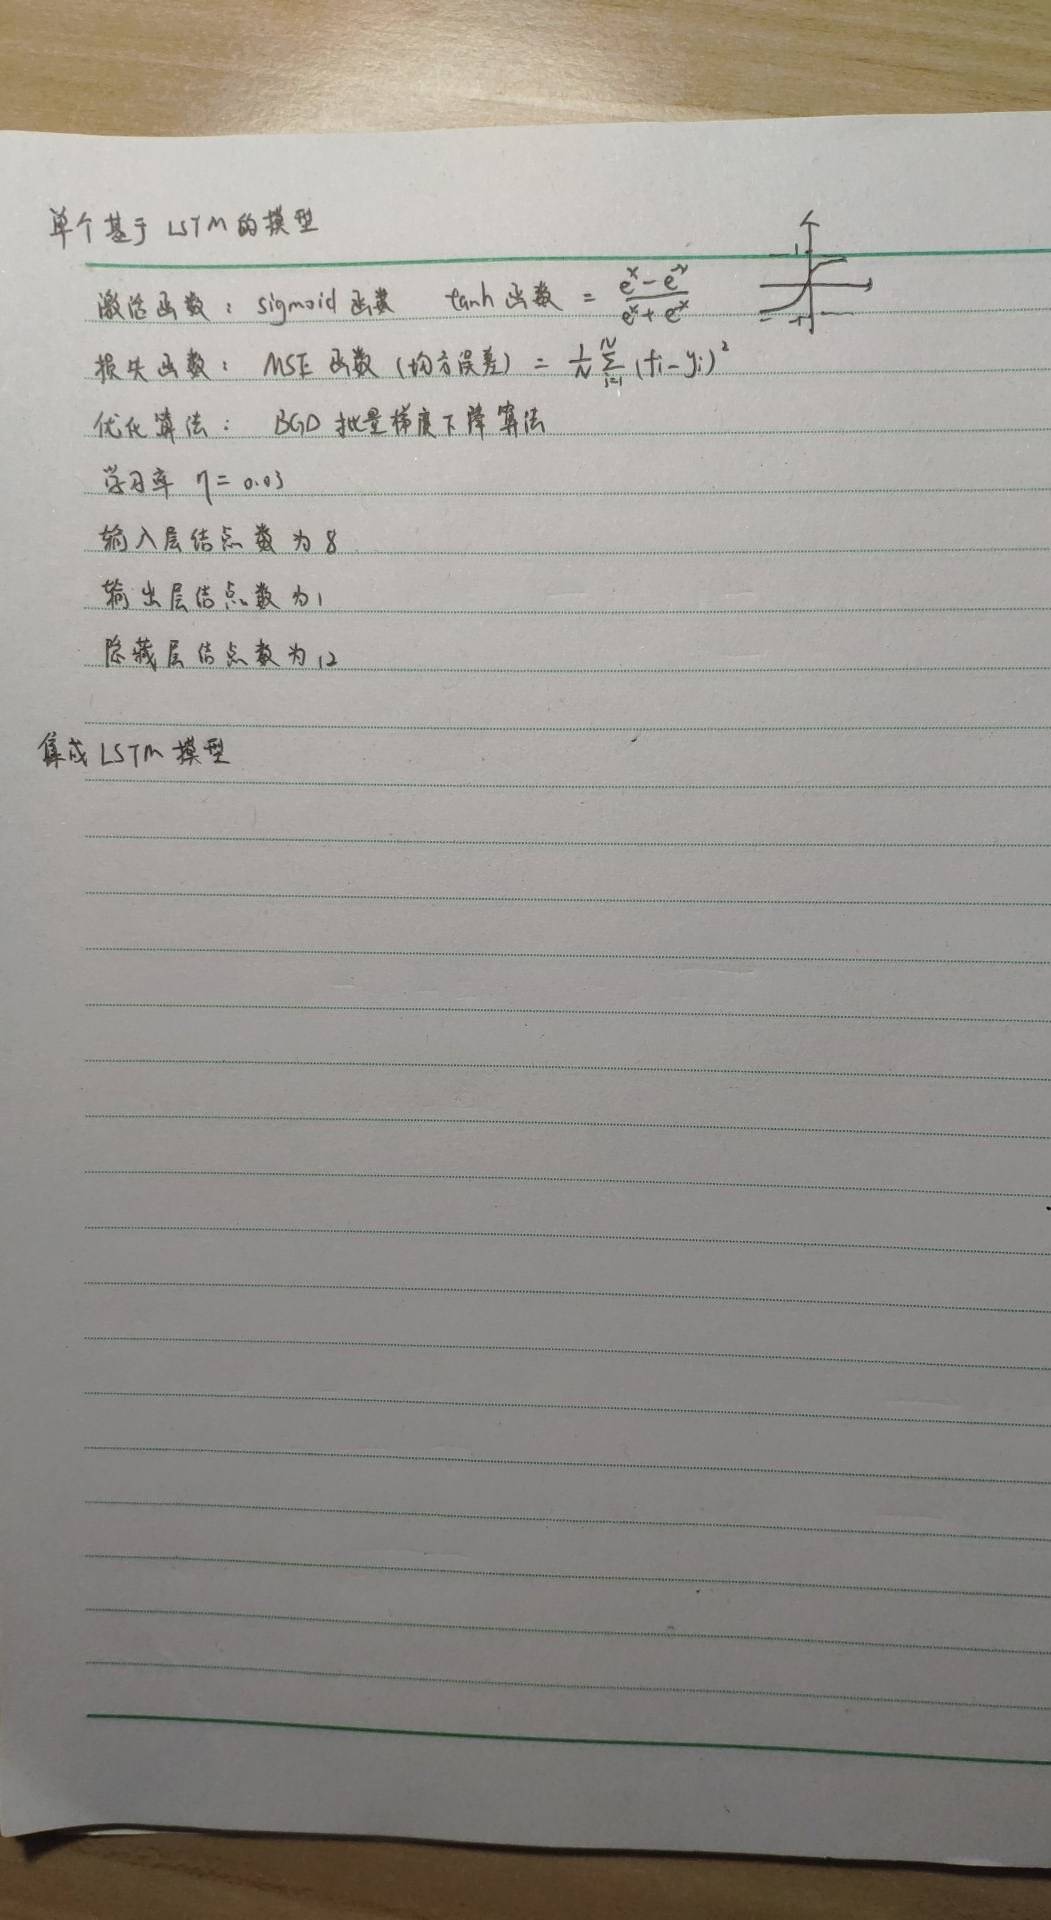 单个基于 LSTM 的模型
激活函数： sigmoid 函数 tanh 函数 = \frac{e^x - e^{-x}}{e^x + e^{-x}} 1 -1
损失函数： MSE 函数 (均方误差) = \frac{1}{N} \sum_{i=1}^{N} (f_i - y_i)^2
优化算法： BGD 批量梯度下降算法
学习率 η = 0.03
输入层结点数为 8
输出层结点数为 1
隐藏层结点数为 12
集成 LSTM 模型